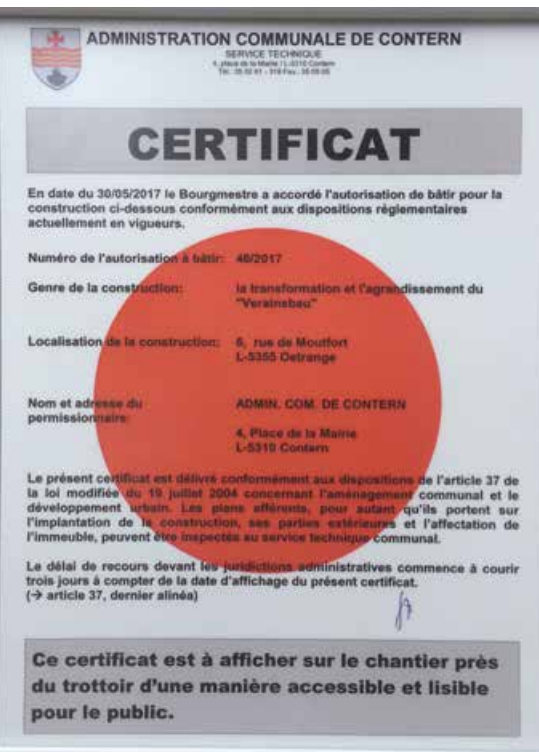 ADMINISTRATION COMMUNALE DE CONTERN
SERVICE TECHNIQUE
4, place de la Mairie / L-5310 Contern
CERTIFICAT
En date du 30/05/2017 le Bourgmestre a accordé l'autorisation de bâtir pour la
construction ci-dessous conformément aux dispositions réglementaires
actuellement en vigueurs.
Numéro de l'autorisation à bâtir: 46/2017
Genre de la construction: la transformation et l'agrandissement du
"Verainsbau"
Localisation de la construction: 5, rue de Moutfort
L-5355 Oetrange
Nom et adresse du ADMIN. COM. DE CONTERN
permissionnaire:
4, Place de la Mairie
L-5310 Contern
Le présent certificat est délivré conformément aux dispositions de l'article 37 de
la loi modifiée du 19 juillet 2004 concernant l'aménagement communal et le
développement urbain. Les plans afférents, pour autant qu'ils portent sur
l'implantation de la construction, ses parties extérieures et l'affectation de
l'immeuble, peuvent être inspectés au service technique communal.
Le délai de recours devant les juridictions administratives commence à courir
trois jours à compter de la date d'affichage du présent certificat.
(→ article 37, dernier alinéa)
Ce certificat est à afficher sur le chantier près
du trottoir d'une manière accessible et lisible
pour le public.